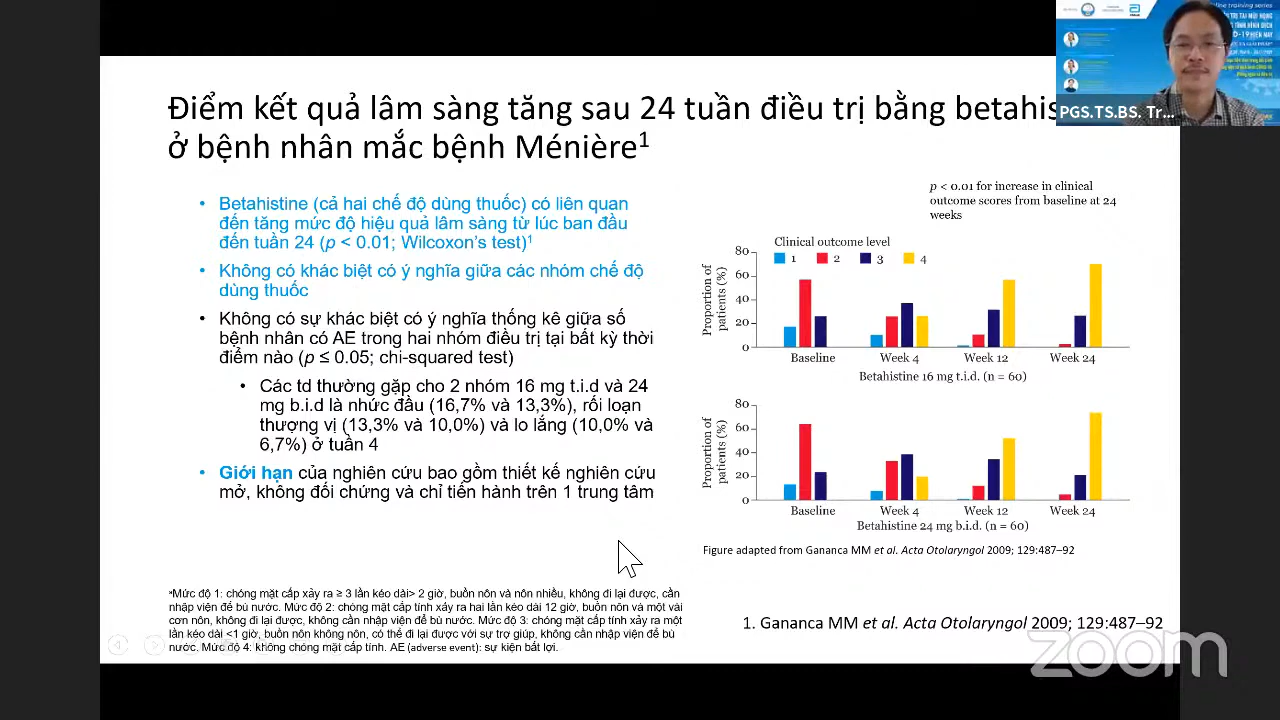 Điểm kết quả lâm sàng tăng sau 24 tuần điều trị bằng
ở bệnh nhân mắc bệnh Ménière1
PGS.TS.BS. Tr...
• Betahistine (cả hai chế độ dùng thuốc) có liên quan
đến tăng mức độ hiệu quả lâm sàng từ lúc ban đầu
đến tuần 24 (p < 0.01; Wilcoxon's test)1
• Không có khác biệt có ý nghĩa giữa các nhóm chế độ
dùng thuốc
• Không có sự khác biệt có ý nghĩa thống kê giữa số
bệnh nhân có AE trong hai nhóm điều trị tại bất kỳ thời
điểm nào (p ≤ 0.05; chi-squared test)
• Các td thường gặp cho 2 nhóm 16 mg t.i.d và 24
mg b.i.d là nhức đầu (16,7% và 13,3%), rối loạn
thượng vị (13,3% và 10,0%) và lo lắng (10,0% và
6,7%) ở tuần 4
• Giới hạn của nghiên cứu bao gồm thiết kế nghiên cứu
mở, không đối chứng và chỉ tiến hành trên 1 trung tâm
p < 0.01 for increase in clinical
outcome scores from baseline at 24
weeks
Clinical outcome level
1 2 3 4
Proportion of
patients (%)
80
60
40
20
0
Baseline Week 4 Week 12 Week 24
Betahistine 16 mg t.i.d. (n = 60)
Proportion of
patients (%)
80
60
40
20
0
Baseline Week 4 Week 12 Week 24
Betahistine 24 mg b.i.d. (n = 60)
Figure adapted from Gananca MM et al. Acta Otolaryngol 2009; 129:487–92
*Mức độ 1: chóng mặt cấp xảy ra ≥ 3 lần kéo dài> 2 giờ, buồn nôn và nôn nhiều, không đi lại được, cần
nhập viện để bù nước. Mức độ 2: chóng mặt cấp tính xảy ra hai lần kéo dài 12 giờ, buồn nôn và một vài
cơn nôn, không đi lại được, không cần nhập viện để bù nước. Mức độ 3: chóng mặt cấp tính xảy ra một
lần kéo dài <1 giờ, buồn nôn không nôn, có thể đi lại được với sự trợ giúp, không cần nhập viện để bù
nước. Mức độ 4: không chóng mặt cấp tính. AE (adverse event): sự kiện bất lợi.
1. Gananca MM et al. Acta Otolaryngol 2009; 129:487–92
zoom